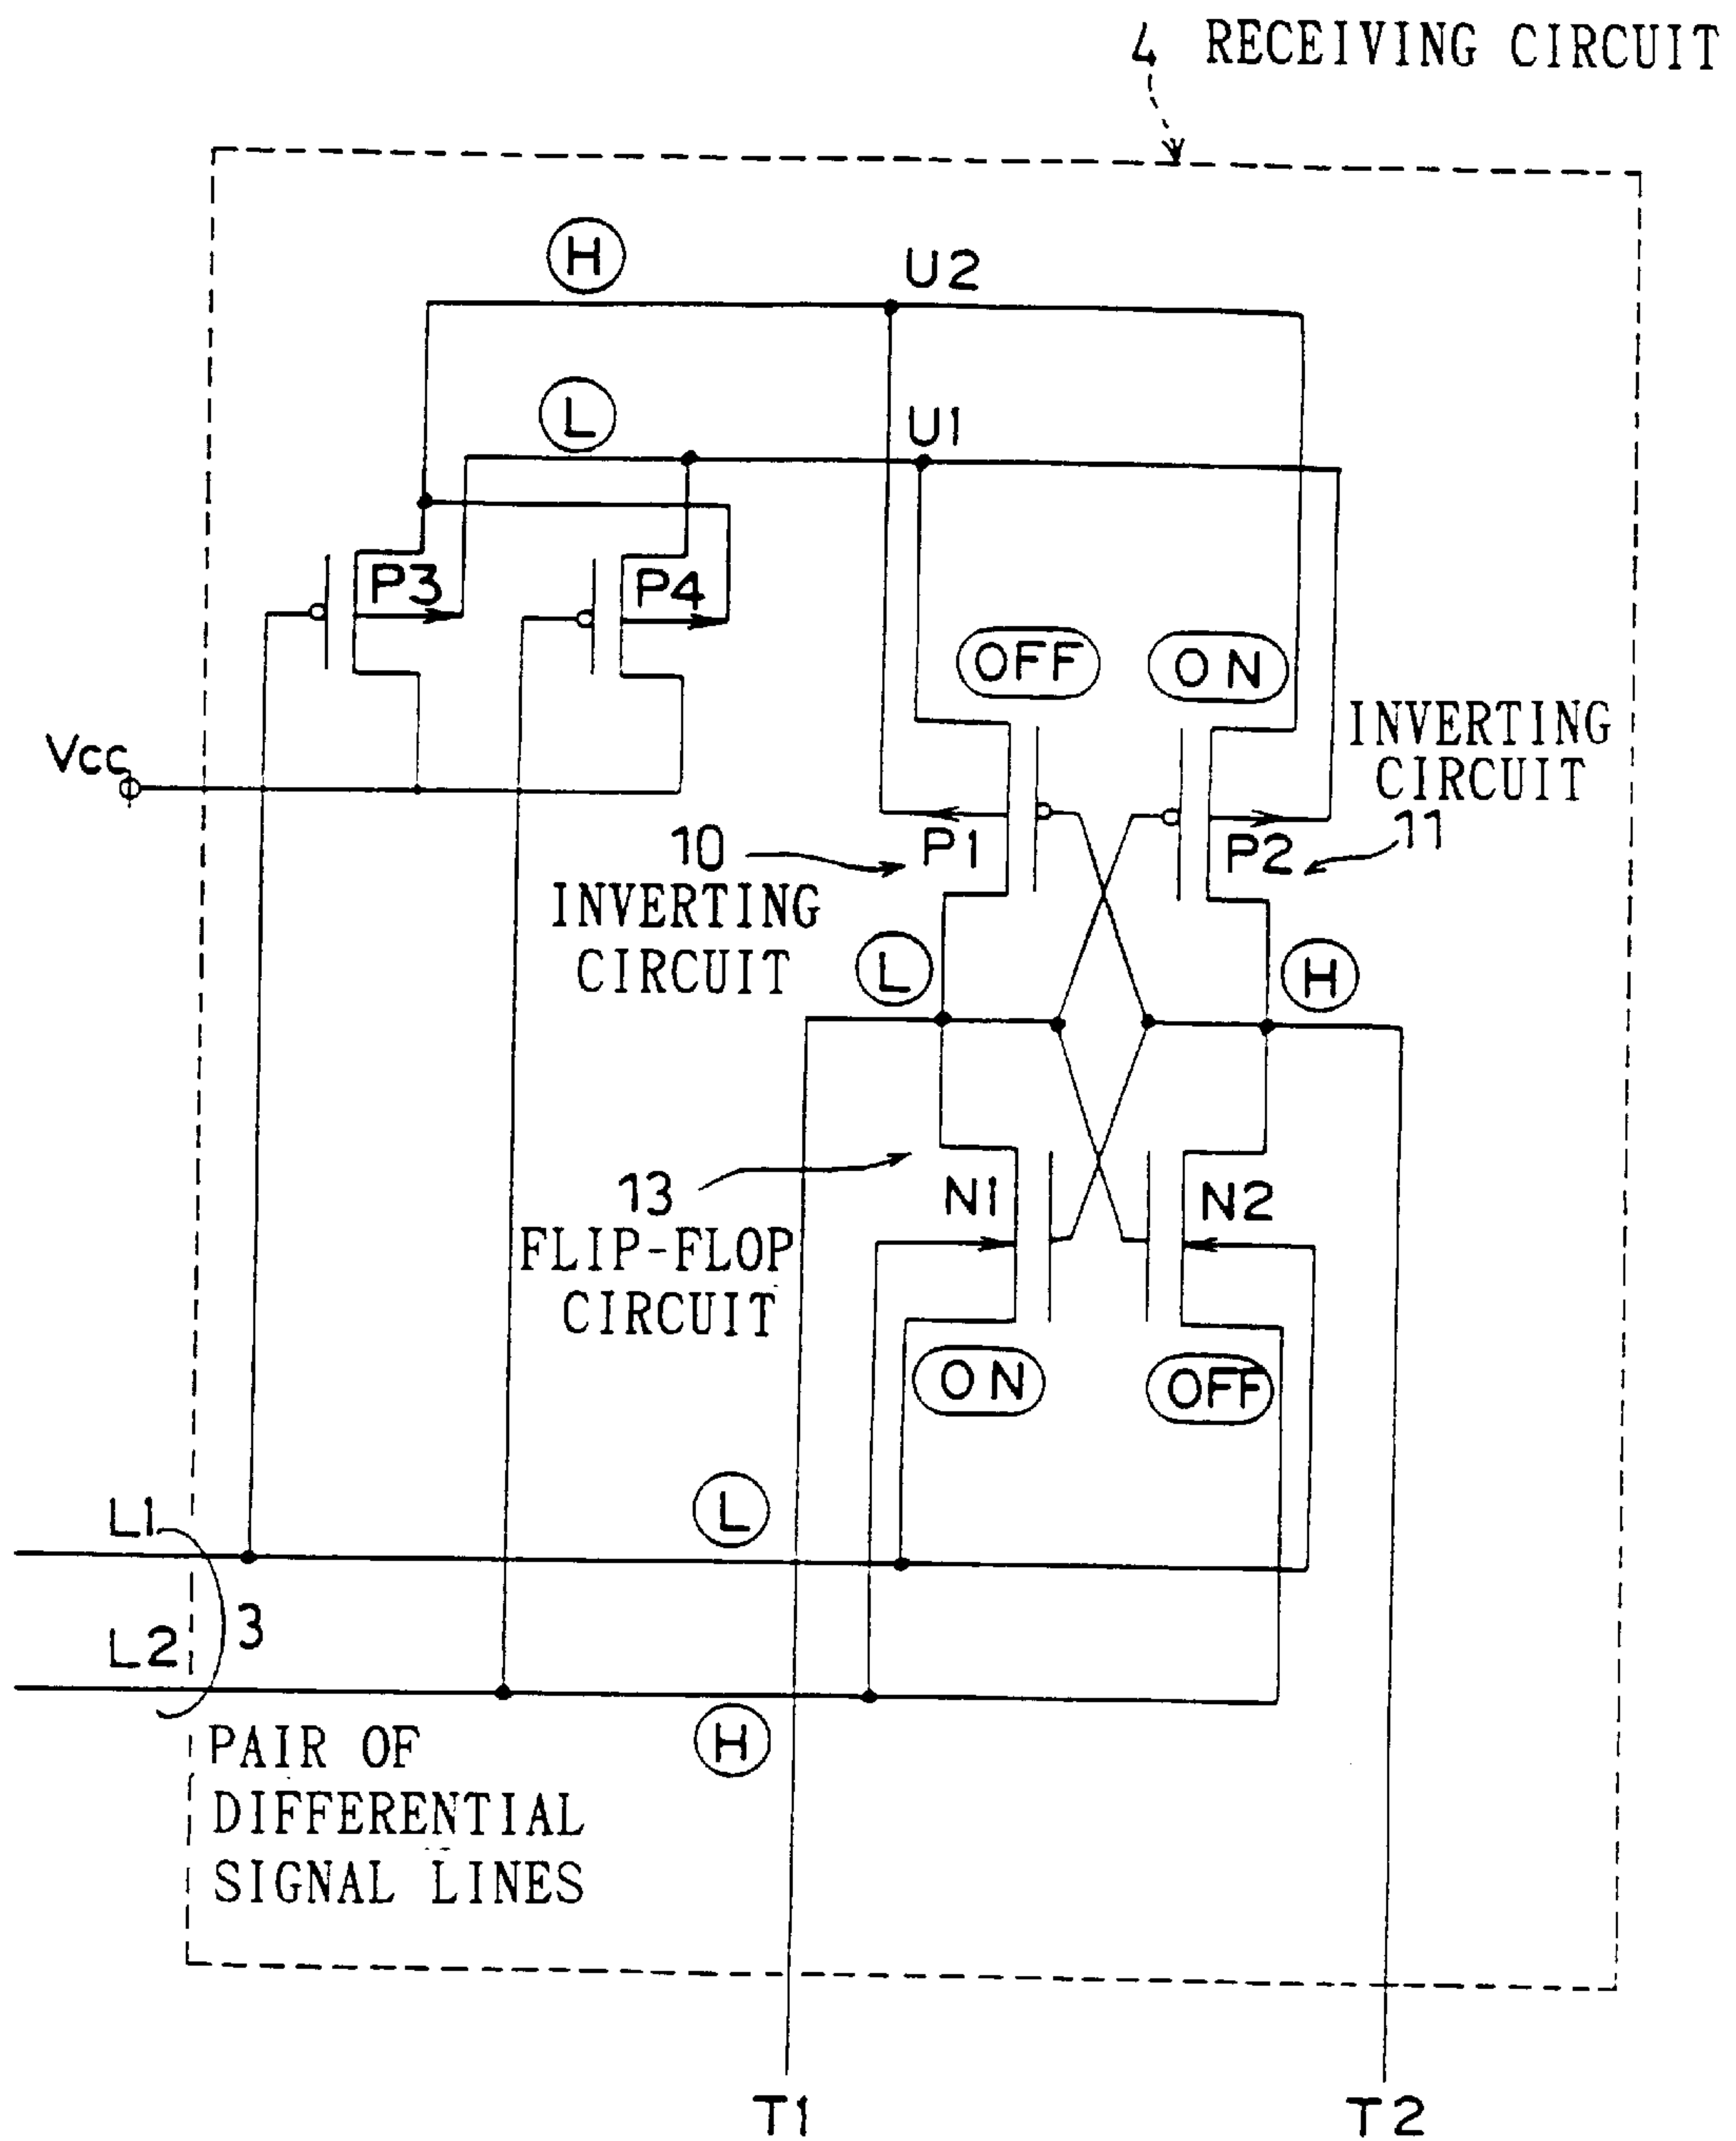 4 RECEIVING CIRCUIT
H
U2
L
U1
P3
P4
OFF
ON
Vcc
INVERTING
CIRCUIT
11
10
INVERTING
CIRCUIT
P1
P2
L
H
13
FLIP-FLOP
CIRCUIT
N1
N2
ON
OFF
L1
L
L2
3
H
PAIR OF
DIFFERENTIAL
SIGNAL LINES
T1
T2